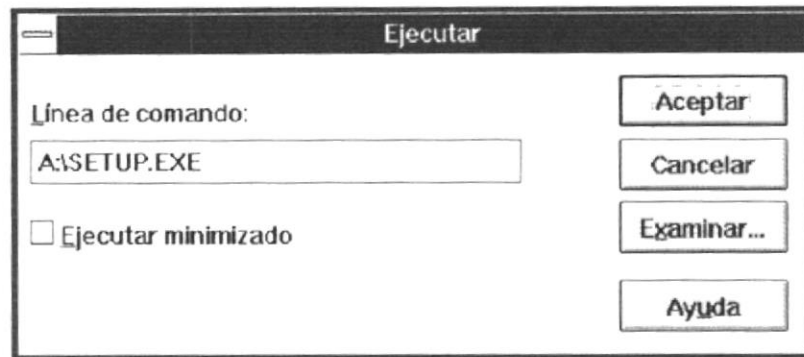 Ejecutar
Línea de comando:
A:\SETUP.EXE
Ejecutar minimizado
Aceptar
Cancelar
Examinar...
Ayuda